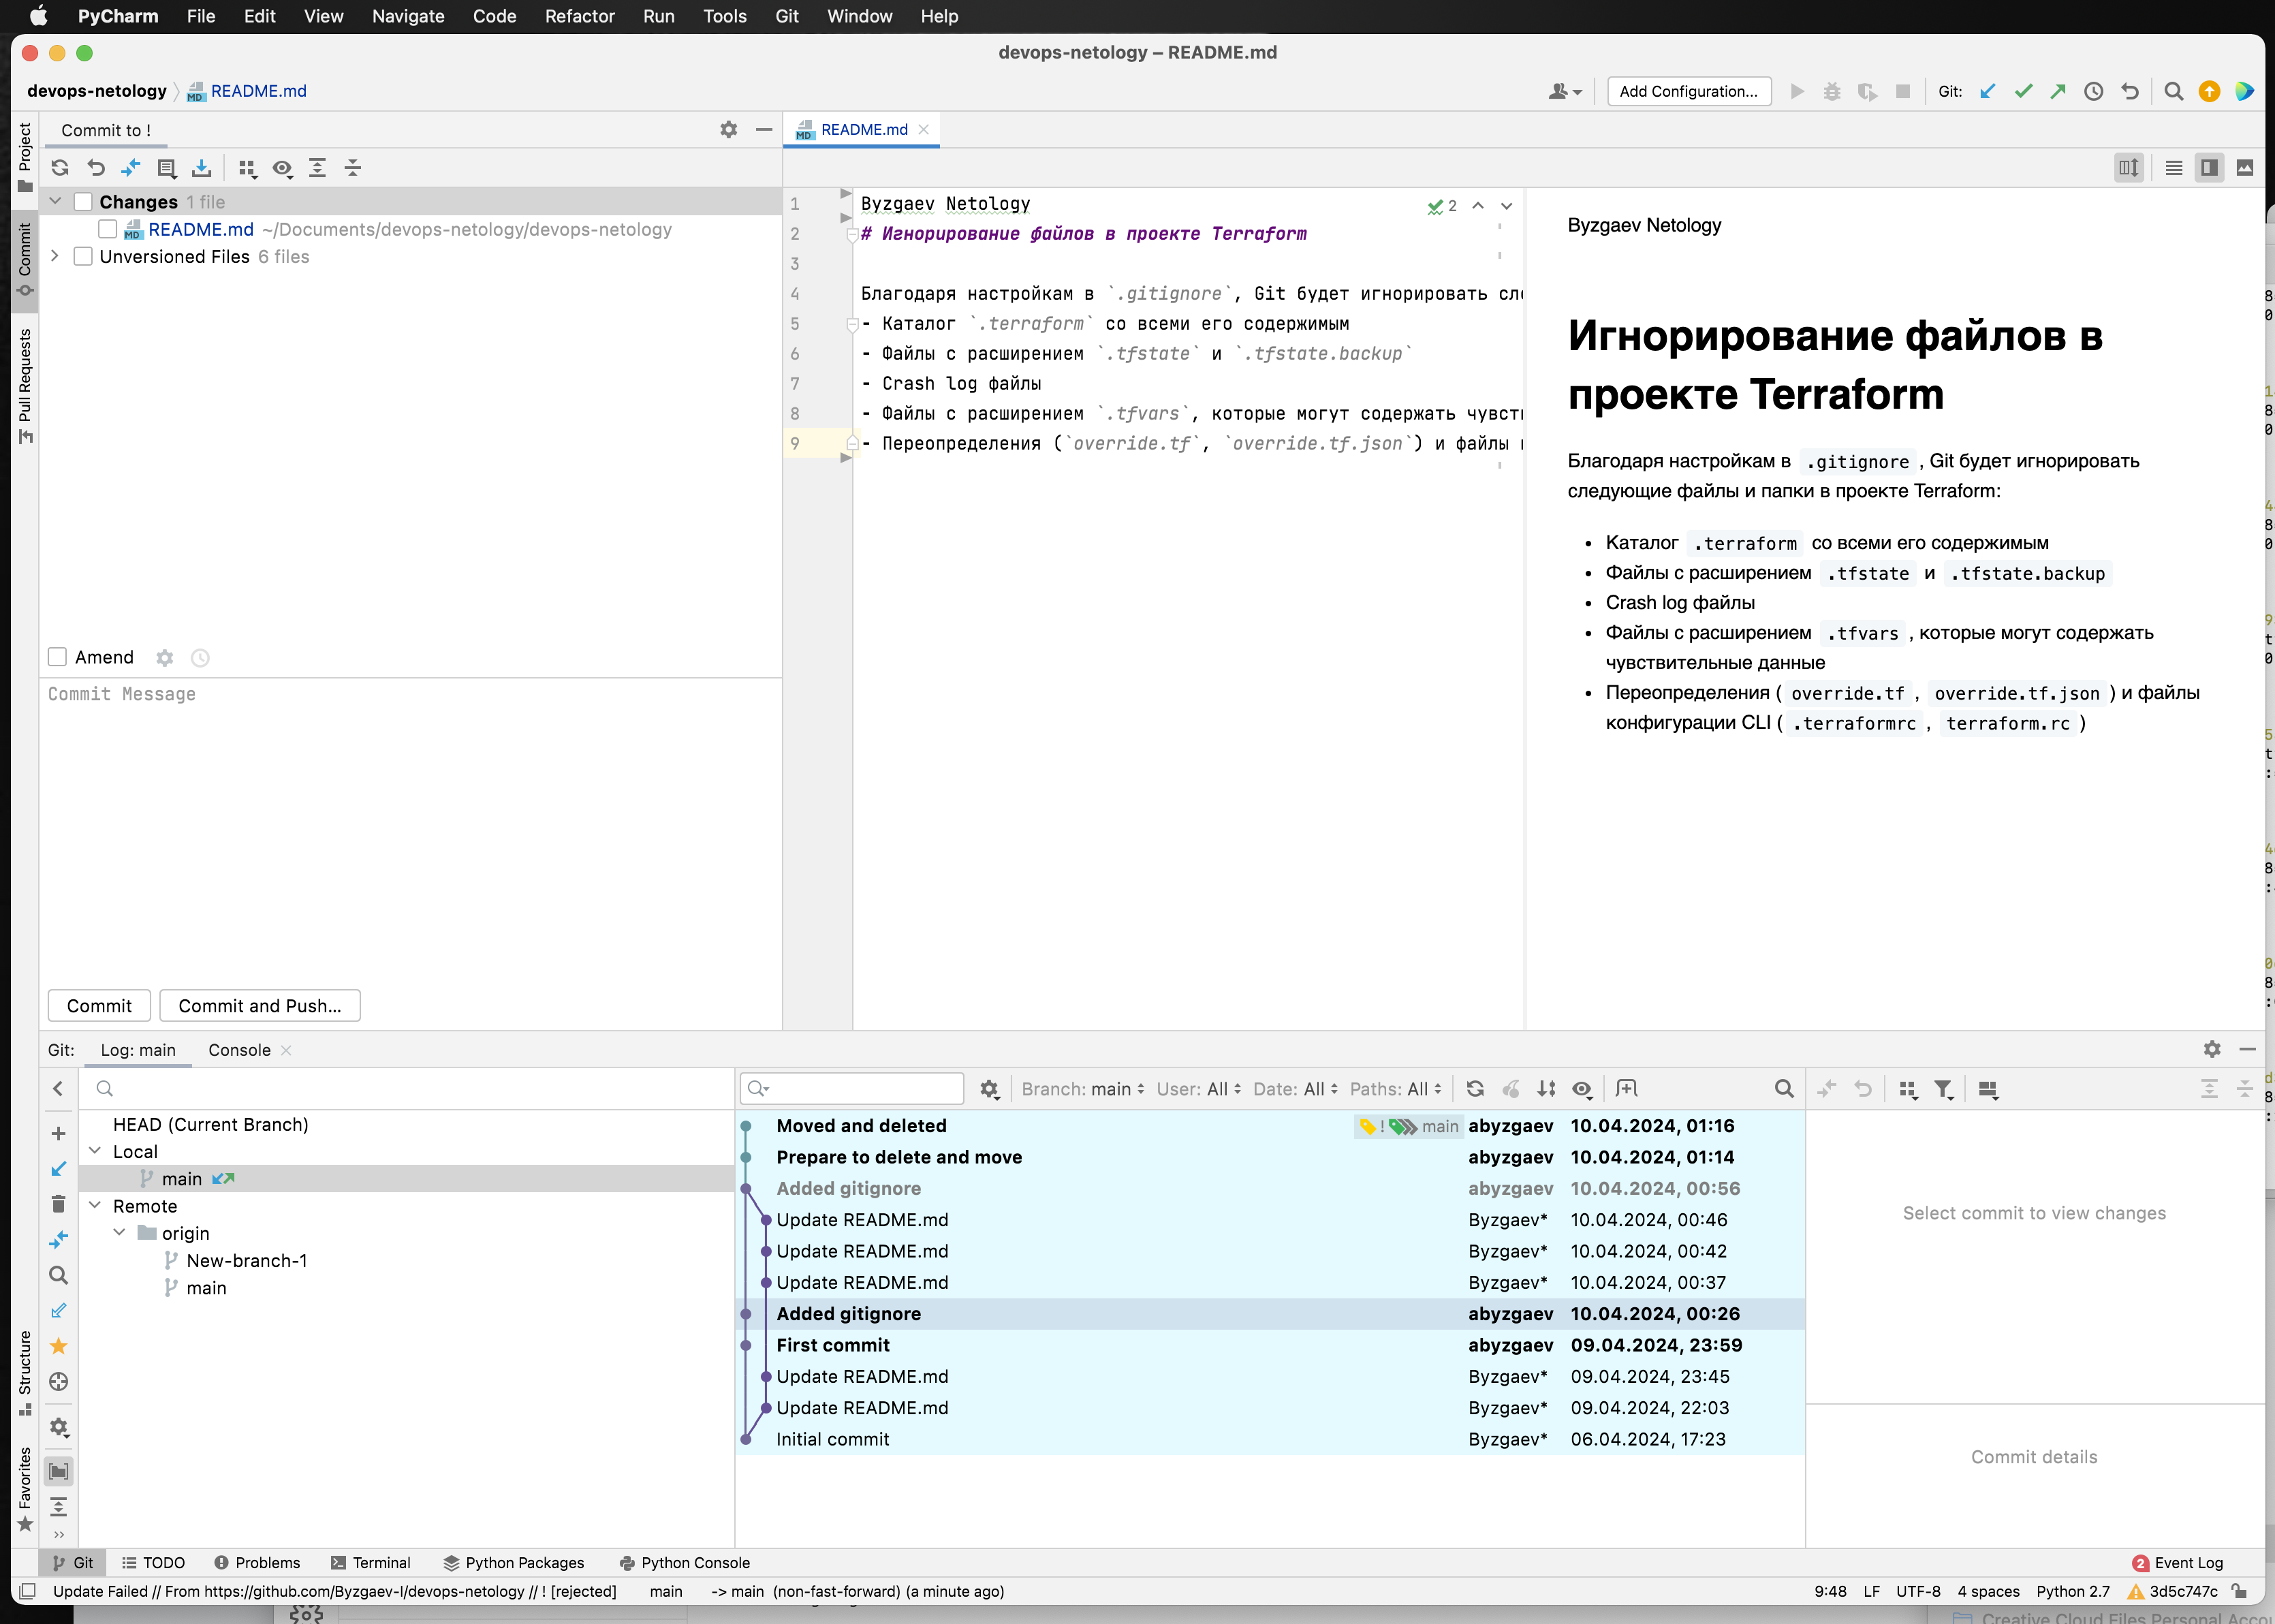 PyCharm File Edit View Navigate Code Refactor Run Tools Git Window Help
devops-netology – README.md
devops-netology README.md
Add Configuration... Git:
Project
Commit
Pull Requests
Structure
Favorites
Commit to !
Changes 1 file
README.md ~/Documents/devops-netology/devops-netology
Unversioned Files 6 files
Amend
Commit Message
Commit Commit and Push...
README.md
2
1 Byzgaev Netology
2 # Игнорирование файлов в проекте Terraform
3
4 Благодаря настройкам в `.gitignore`, Git будет игнорировать
5 - Каталог `.terraform` со всеми его содержимым
6 - Файлы с расширением `.tfstate` и `.tfstate.backup`
7 - Crash log файлы
8 - Файлы с расширением `.tfvars`, которые могут содержать
9 - Переопределения (`override.tf`, `override.tf.json`) и файлы
Byzgaev Netology
Игнорирование файлов в
проекте Terraform
Благодаря настройкам в .gitignore , Git будет игнорировать
следующие файлы и папки в проекте Terraform:
• Каталог .terraform со всеми его содержимым
• Файлы с расширением .tfstate и .tfstate.backup
• Crash log файлы
• Файлы с расширением .tfvars , которые могут содержать
чувствительные данные
• Переопределения ( override.tf , override.tf.json ) и файлы
конфигурации CLI ( .terraformrc , terraform.rc )
Git: Log: main Console
HEAD (Current Branch)
Local
main
Remote
origin
New-branch-1
main
Branch: main User: All Date: All Paths: All
Moved and deleted ! main abyzgaev 10.04.2024, 01:16
Prepare to delete and move abyzgaev 10.04.2024, 01:14
Added gitignore abyzgaev 10.04.2024, 00:56
Update README.md Byzgaev* 10.04.2024, 00:46
Update README.md Byzgaev* 10.04.2024, 00:42
Update README.md Byzgaev* 10.04.2024, 00:37
Added gitignore abyzgaev 10.04.2024, 00:26
First commit abyzgaev 09.04.2024, 23:59
Update README.md Byzgaev* 09.04.2024, 23:45
Update README.md Byzgaev* 09.04.2024, 22:03
Initial commit Byzgaev* 06.04.2024, 17:23
Select commit to view changes
Commit details
Git TODO Problems Terminal Python Packages Python Console 2 Event Log
Update Failed // From https://github.com/Byzgaev-I/devops-netology // ! [rejected] main -> main (non-fast-forward) (a minute ago) 9:48 LF UTF-8 4 spaces Python 2.7 3d5c747c
Creative Cloud Files Personal